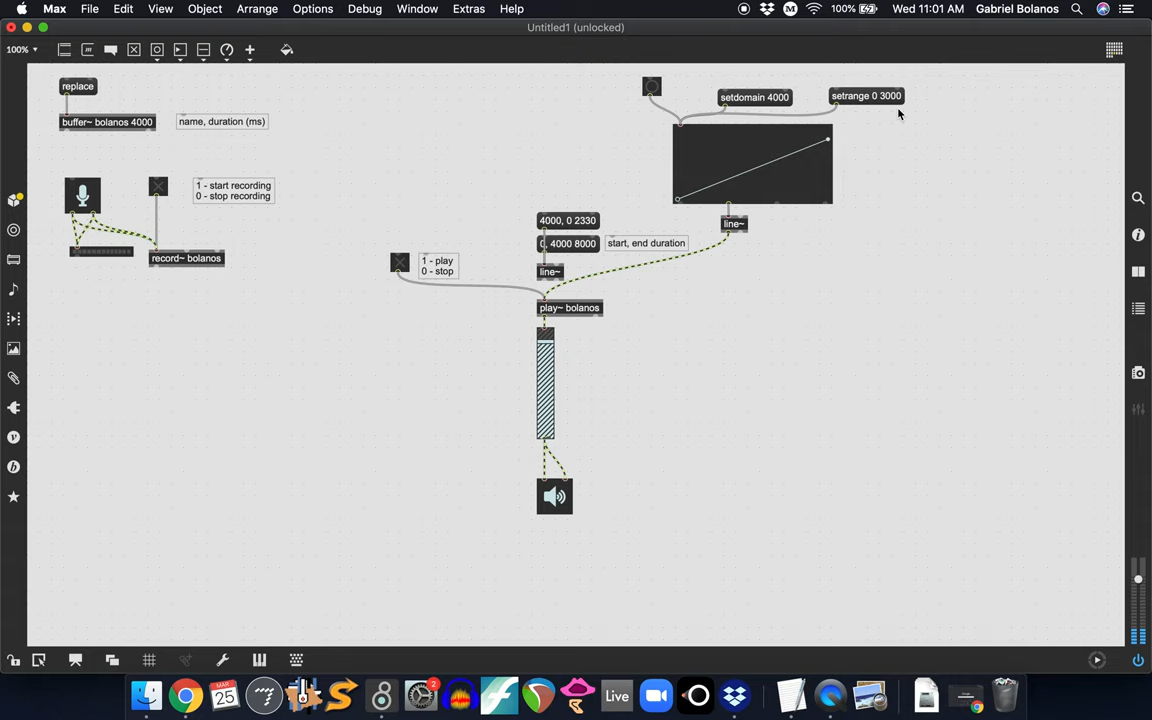 Max File Edit View Object Arrange Options Debug Window Extras Help 100% Wed 11:01 AM Gabriel Bolanos
Untitled1 (unlocked)
100%
replace
setdomain 4000
setrange 0 3000
buffer~ bolanos 4000
name, duration (ms)
1 - start recording
0 - stop recording
4000, 0 2330
line~
0, 4000 8000
start, end duration
record~ bolanos
1 - play
0 - stop
line~
play~ bolanos
MAR
25
2
Live